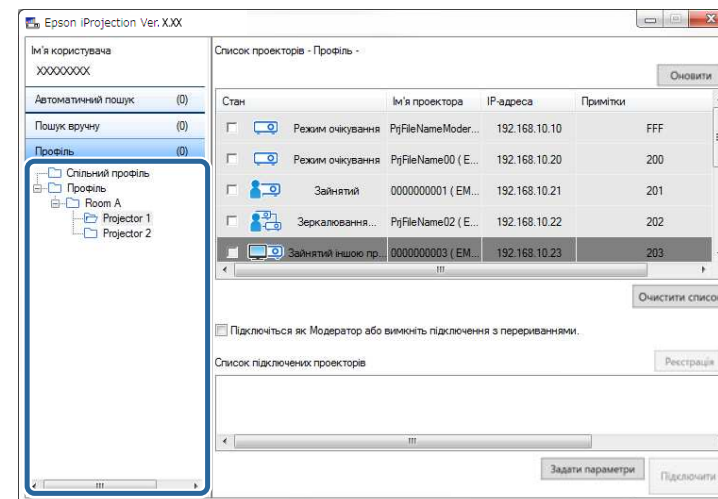 Epson iProjection Ver. X.XX
Ім'я користувача
XXXXXXXX
Автоматичний пошук (0)
Пошук вручну (0)
Профіль (0)
Спільний профіль
Профіль
Room A
Projector 1
Projector 2
Список проекторів - Профіль -
Оновити
Стан Ім'я проектора IP-адреса Примітки
Режим очікування PrjFileNameModer... 192.168.10.10 FFF
Режим очікування PrjFileName00 ( E... 192.168.10.20 200
Зайнятий 0000000001 ( EM... 192.168.10.21 201
Зеркалювання... PrjFileName02 ( E... 192.168.10.22 202
Зайнятий іншою пр... 0000000003 ( EM... 192.168.10.23 203
Очистити список
Підключіться як Модератор або вимкніть підключення з перериваннями.
Список підключених проекторів
Реєстрація
Задати параметри
Підключити